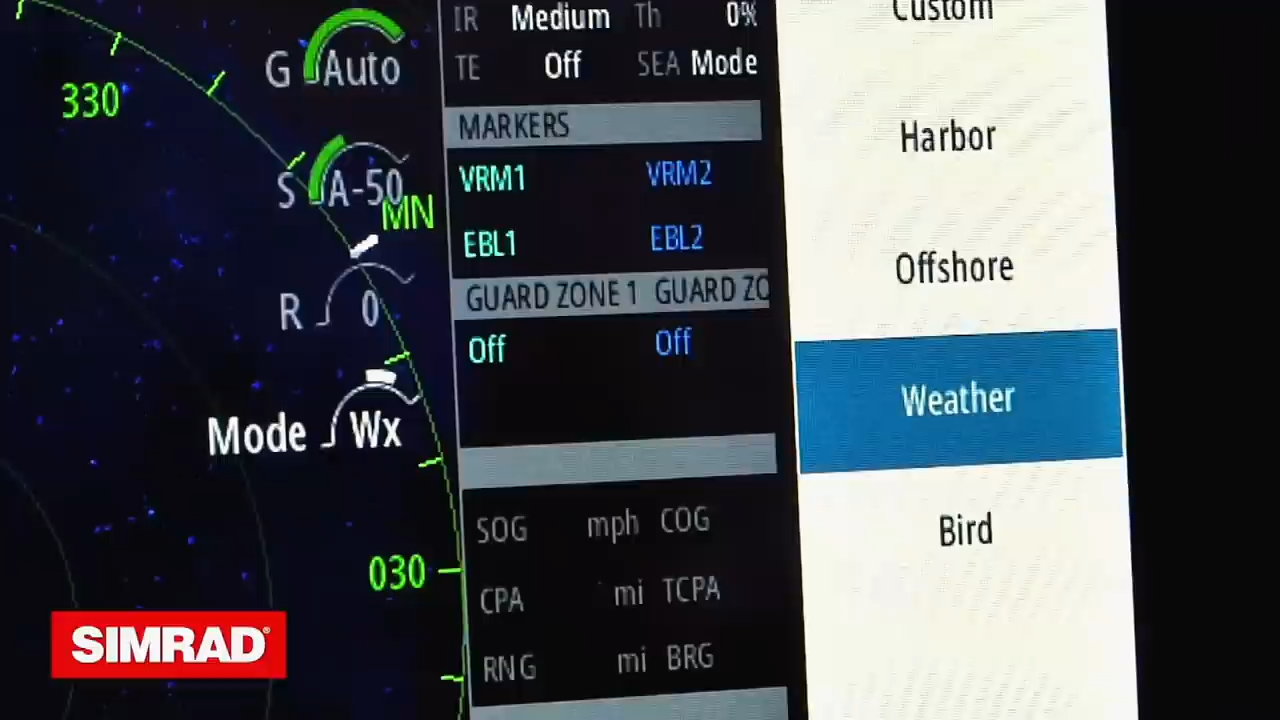 330°
G Auto
S A-50
MN
R 0
Mode Wx
030
IR Medium Th 0%
TE Off SEA Mode
MARKERS
VRM1 VRM2
EBL1 EBL2
GUARD ZONE 1 GUARD ZO
Off Off
SOG mph COG
CPA mi TCPA
RNG mi BRG
Custom
Harbor
Offshore
Weather
Bird
SIMRAD®